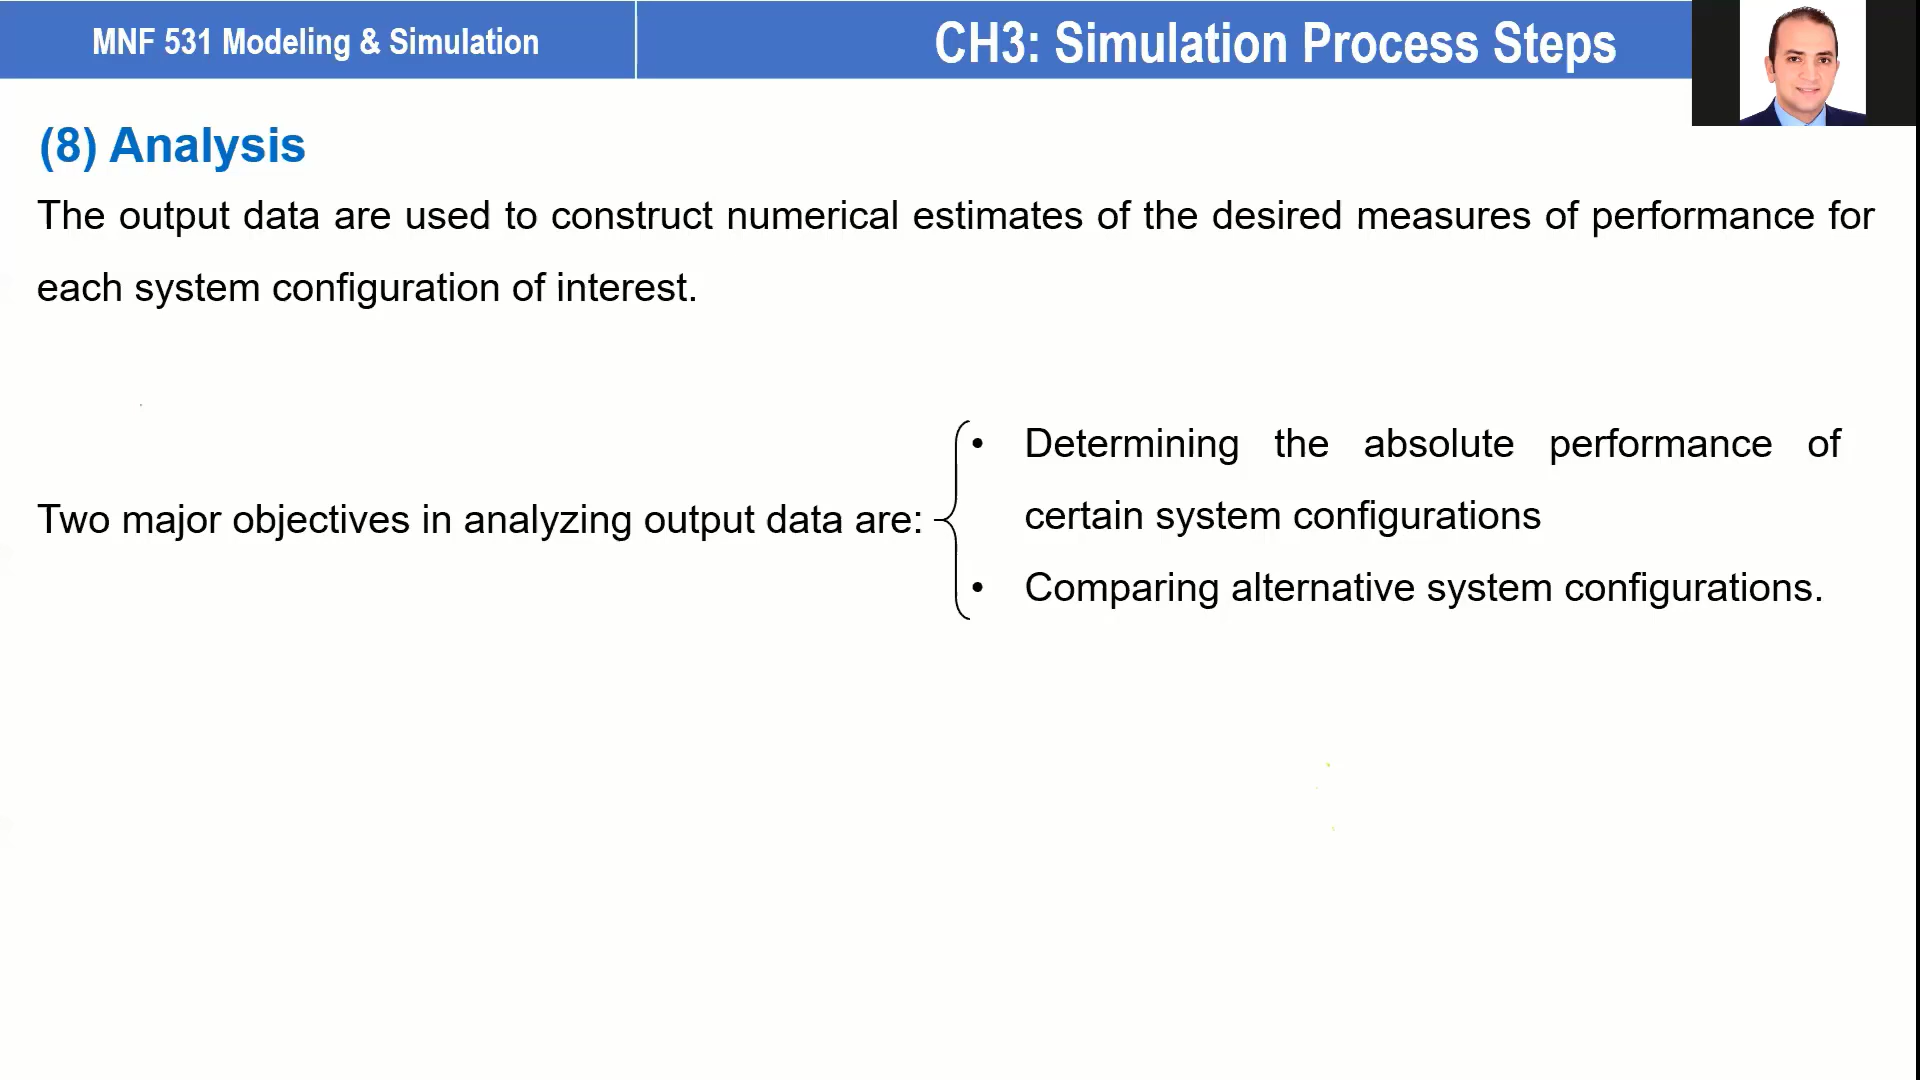 MNF 531 Modeling & Simulation
CH3: Simulation Process Steps
(8) Analysis
The output data are used to construct numerical estimates of the desired measures of performance for
each system configuration of interest.
Two major objectives in analyzing output data are:
• Determining the absolute performance of
certain system configurations
• Comparing alternative system configurations.